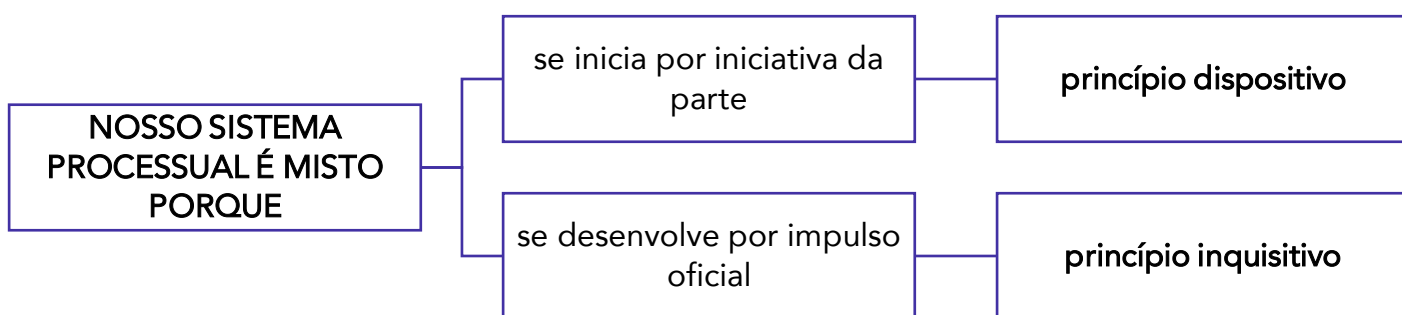 NOSSO SISTEMA
PROCESSUAL É MISTO
PORQUE
se inicia por iniciativa da
parte
princípio dispositivo
se desenvolve por impulso
oficial
princípio inquisitivo